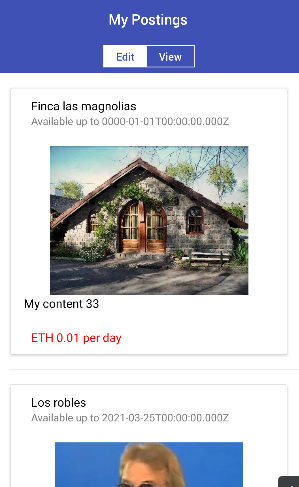 My Postings
Edit
View
Finca las magnolias
Available up to 0000-01-01T00:00:00.000Z
My content 33
ETH 0.01 per day
Los robles
Available up to 2021-03-25T00:00:00.000Z